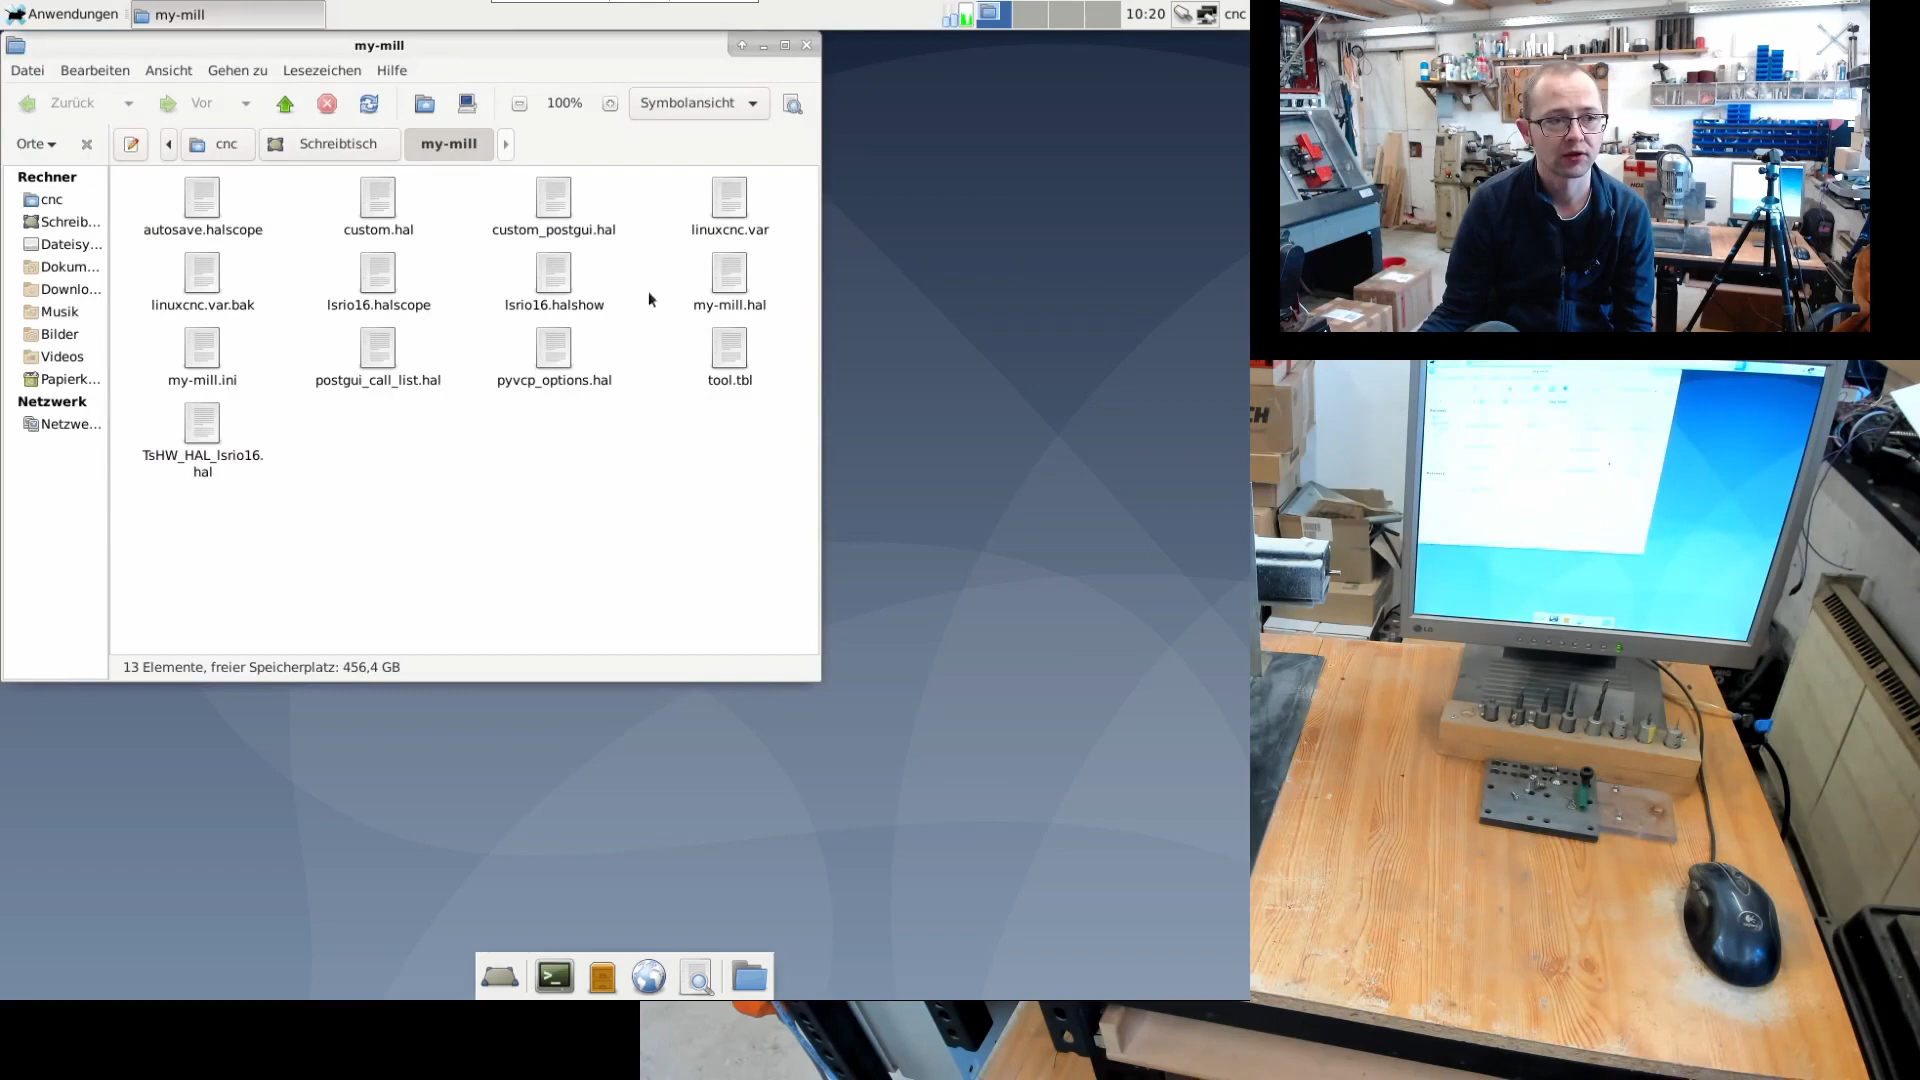 Anwendungen
my-mill
10:20
cnc
my-mill
Datei Bearbeiten Ansicht Gehen zu Lesezeichen Hilfe
Zurück Vor 100% Symbolansicht
Orte cnc Schreibtisch my-mill
Rechner
cnc
Schreib...
Dateisy...
Dokum...
Downlo...
Musik
Bilder
Videos
Papierk...
Netzwerk
Netzwe...
autosave.halscope custom.hal custom_postgui.hal linuxcnc.var
linuxcnc.var.bak lsrio16.halscope lsrio16.halshow my-mill.hal
my-mill.ini postgui_call_list.hal pyvcp_options.hal tool.tbl
TsHW_HAL_lsrio16.
hal
13 Elemente, freier Speicherplatz: 456,4 GB
LG